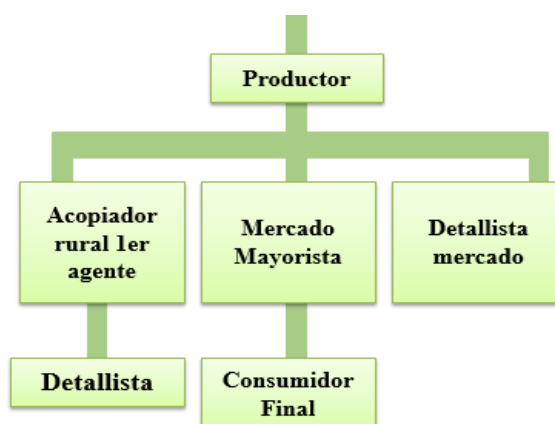 Productor
Acopiador
rural 1er
agente
Mercado
Mayorista
Detallista
mercado
Detallista
Consumidor
Final